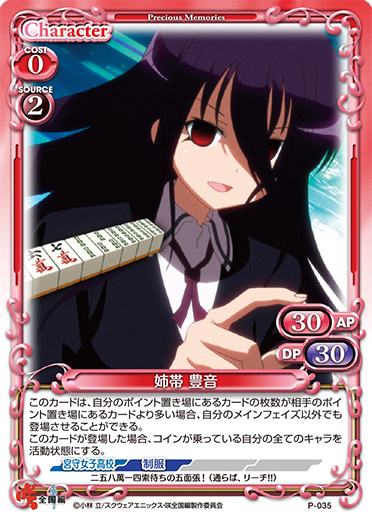 Precious Memories
Character
COST
0
SOURCE
2
30 AP
DP 30
姉帯 豊音
このカードは、自分のポイント置き場にあるカードの枚数が相手のポ
イント置き場にあるカードより多い場合、自分のメインフェイズ以外でも
登場させることができる。
このカードが登場した場合、コインが乗っている自分の全てのキャラを
活動状態にする。
宮守女子高校
制服
二五八萬一四索待ちの五面張！（通らば、リーチ!!）
咲 全国編
©小林 立/スクウェアエニックス・咲全国編製作委員会
P-035